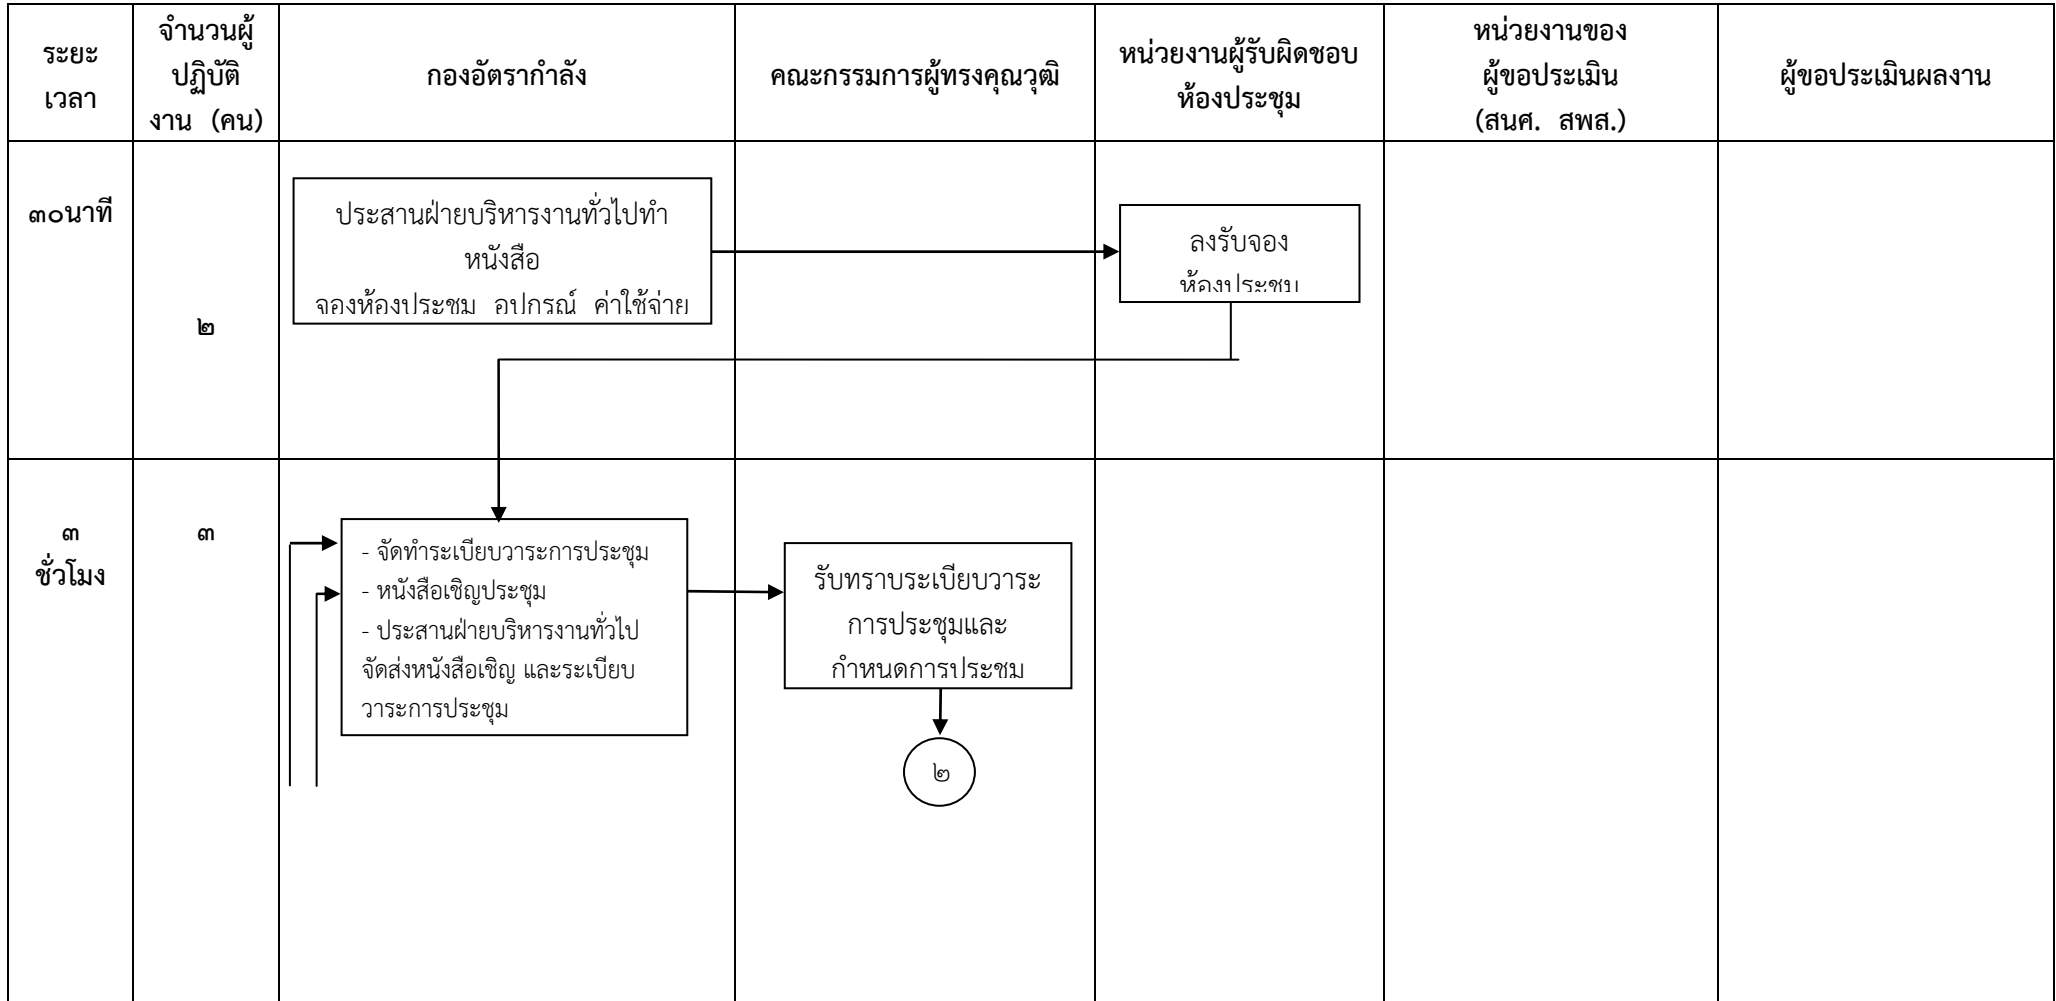 ระยะ
เวลา
จำนวนผู้
ปฏิบัติ
งาน (คน)
กองอัตรากำลัง
คณะกรรมการผู้ทรงคุณวุฒิ
หน่วยงานผู้รับผิดชอบ
ห้องประชุม
หน่วยงานของ
ผู้ขอประเมิน
(สนศ. สพส.)
ผู้ขอประเมินผลงาน
๓๐นาที
๒
ประสานฝ่ายบริหารงานทั่วไปทำ
หนังสือ
จองห้องประชุม อุปกรณ์ ค่าใช้จ่าย
ลงรับจอง
ห้องประชุม
๓
ชั่วโมง
๓
- จัดทำระเบียบวาระการประชุม
- หนังสือเชิญประชุม
- ประสานฝ่ายบริหารงานทั่วไป
จัดส่งหนังสือเชิญ และระเบียบ
วาระการประชุม
รับทราบระเบียบวาระ
การประชุมและ
กำหนดการประชุม
๒